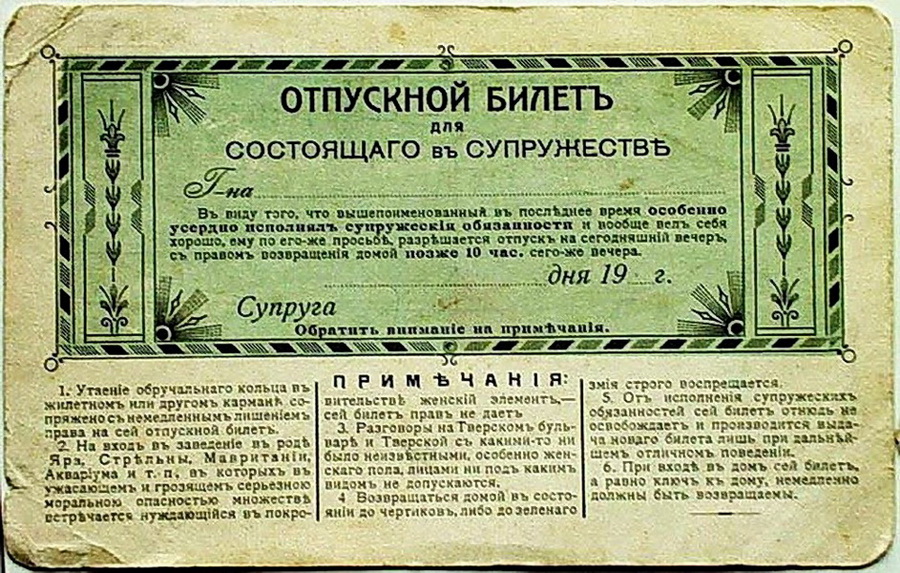 ОТПУСКНОЙ БИЛЕТЪ
для
СОСТОЯЩАГО въ СУПРУЖЕСТВѢ
Г-на
Въ виду того, что вышепоименованный въ послѣднее время особенно
усердно исполнялъ супружескія обязанности и вообще велъ себя
хорошо, ему по его-же просьбѣ, разрѣшается отпускъ на сегодняшній вечеръ,
съ правомъ возвращенія домой позже 10 час. сего-же вечера.
дня 19 г.
Супруга
Обратить вниманіе на примѣчанія.
ПРИМѢЧАНІЯ:
1. Утаеніе обручальнаго кольца въ
жилетномъ или другомъ карманѣ со-
пряжено съ немедленнымъ лишеніемъ
права на сей отпускной билетъ.
2. На входъ въ заведеніе въ родѣ
Яра, Стрѣльны, Мавританіи,
Акваріума и т. п., въ которыхъ въ
ужасающемъ и грозящемъ серьезною
моральною опасностью множествѣ
встрѣчается нуждающійся въ покро-
вительствѣ женскій элементъ,—
сей билетъ правъ не даетъ
3. Разговоры на Тверскомъ буль-
варѣ и Тверской съ какими-то ни
было неизвѣстными, особенно жен-
скаго пола, лицами ни подъ какимъ
видомъ не допускаются.
4 Возвращаться домой въ состо-
яніи до чертиковъ, либо до зеленаго
змія строго воспрещается.
5. Отъ исполненія супружескихъ
обязанностей сей билетъ отнюдь не
освобождаетъ и производится выда-
ча новаго билета лишь при дальнѣй-
шемъ отличномъ поведеніи.
6. При входѣ въ домъ сей билетъ,
а равно ключъ къ дому, немедленно
должны быть возвращаемы.